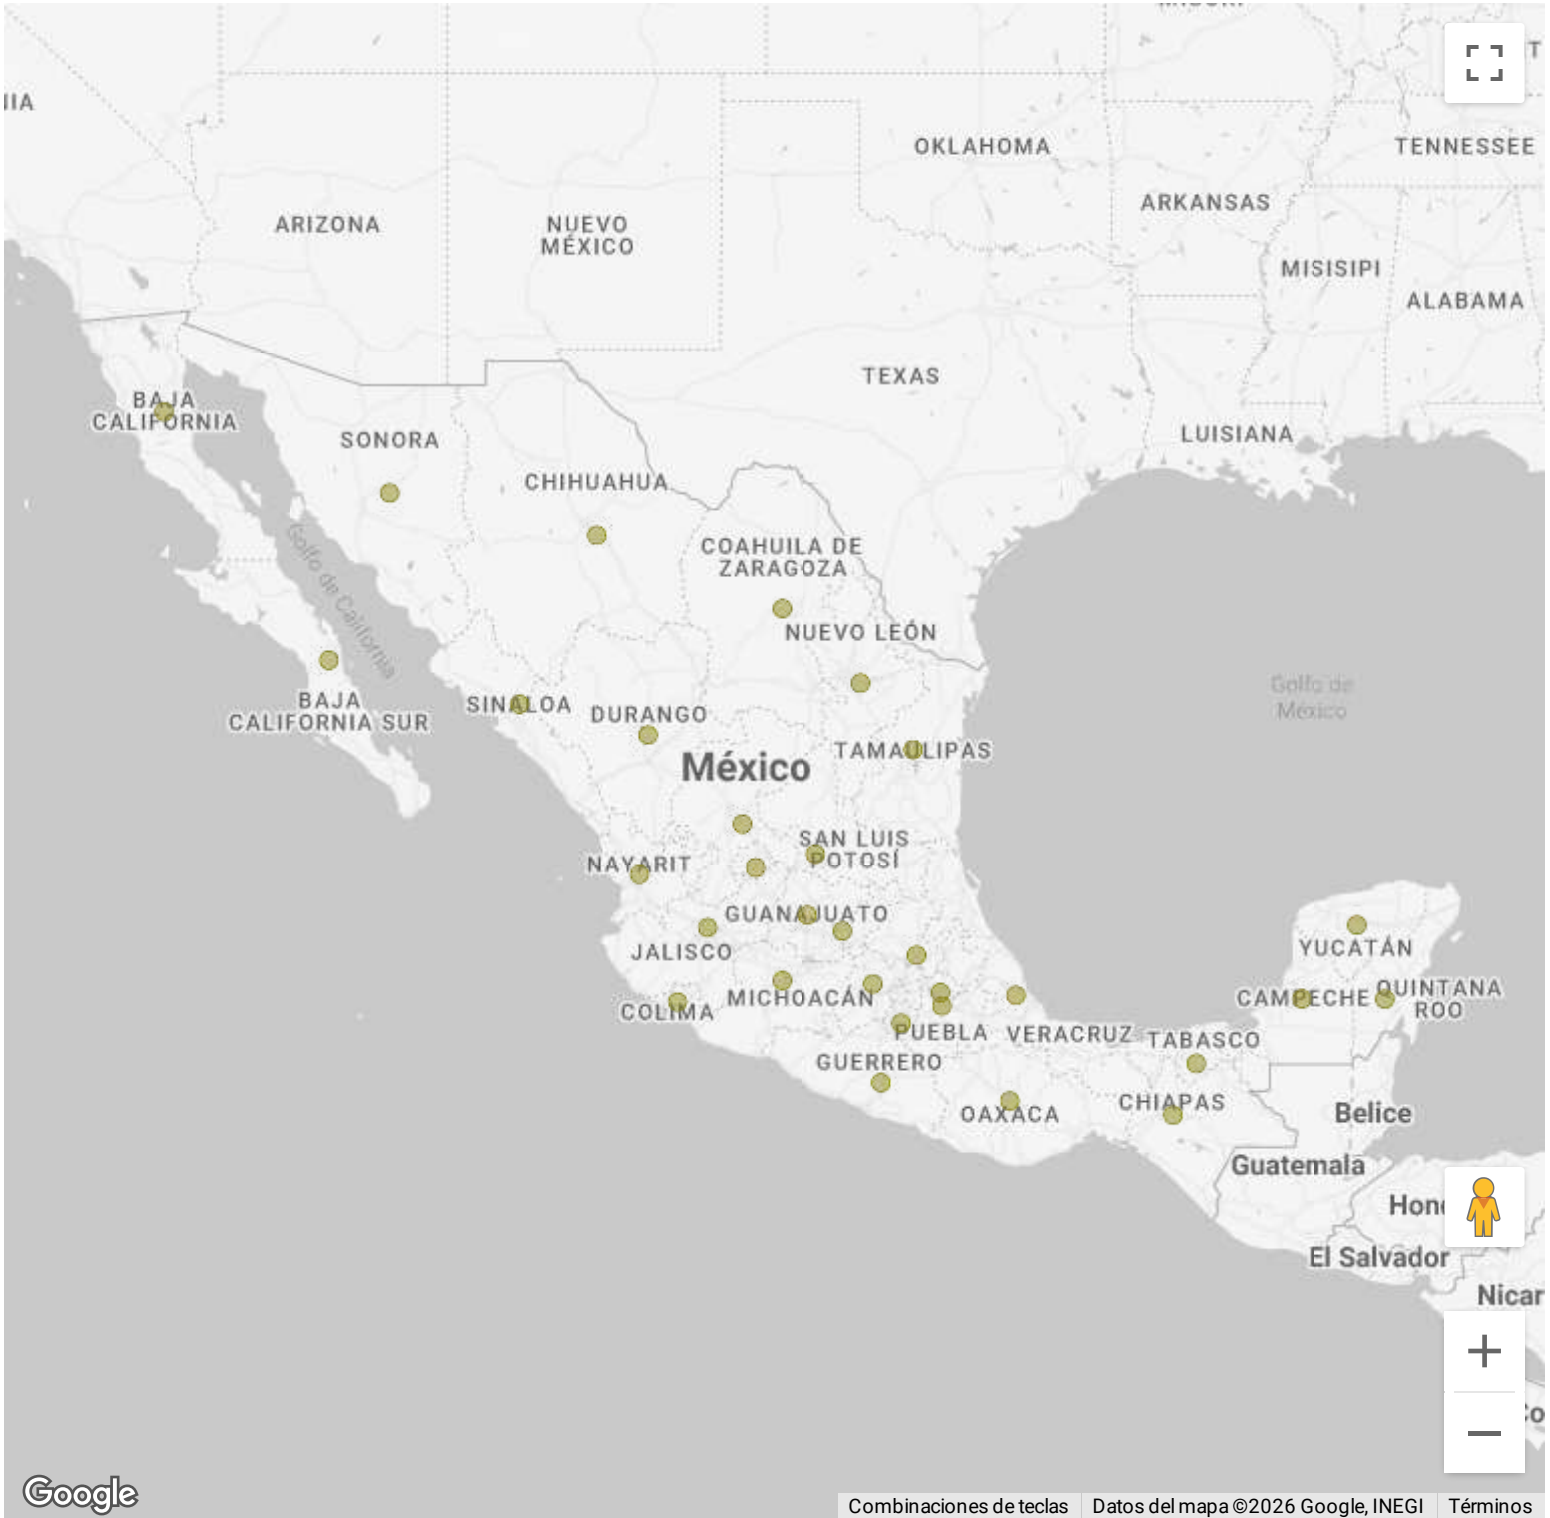 OKLAHOMA
TENNESSEE
ARKANSAS
ARIZONA
NUEVO
MÉXICO
MISISIPI
ALABAMA
TEXAS
BAJA
CALIFORNIA
SONORA
LUISIANA
CHIHUAHUA
COAHUILA DE
ZARAGOZA
Golfo de California
NUEVO LEÓN
Golfo de
México
BAJA
CALIFORNIA SUR
SINALOA
DURANGO
TAMAULIPAS
México
SAN LUIS
POTOSÍ
NAYARIT
GUANAJUATO
JALISCO
YUCATÁN
MICHOACÁN
COLIMA
CAMPECHE
QUINTANA
ROO
PUEBLA
VERACRUZ
TABASCO
GUERRERO
CHIAPAS
OAXACA
Belice
Guatemala
El Salvador
Google
Combinaciones de teclas
Datos del mapa ©2026 Google, INEGI
Términos